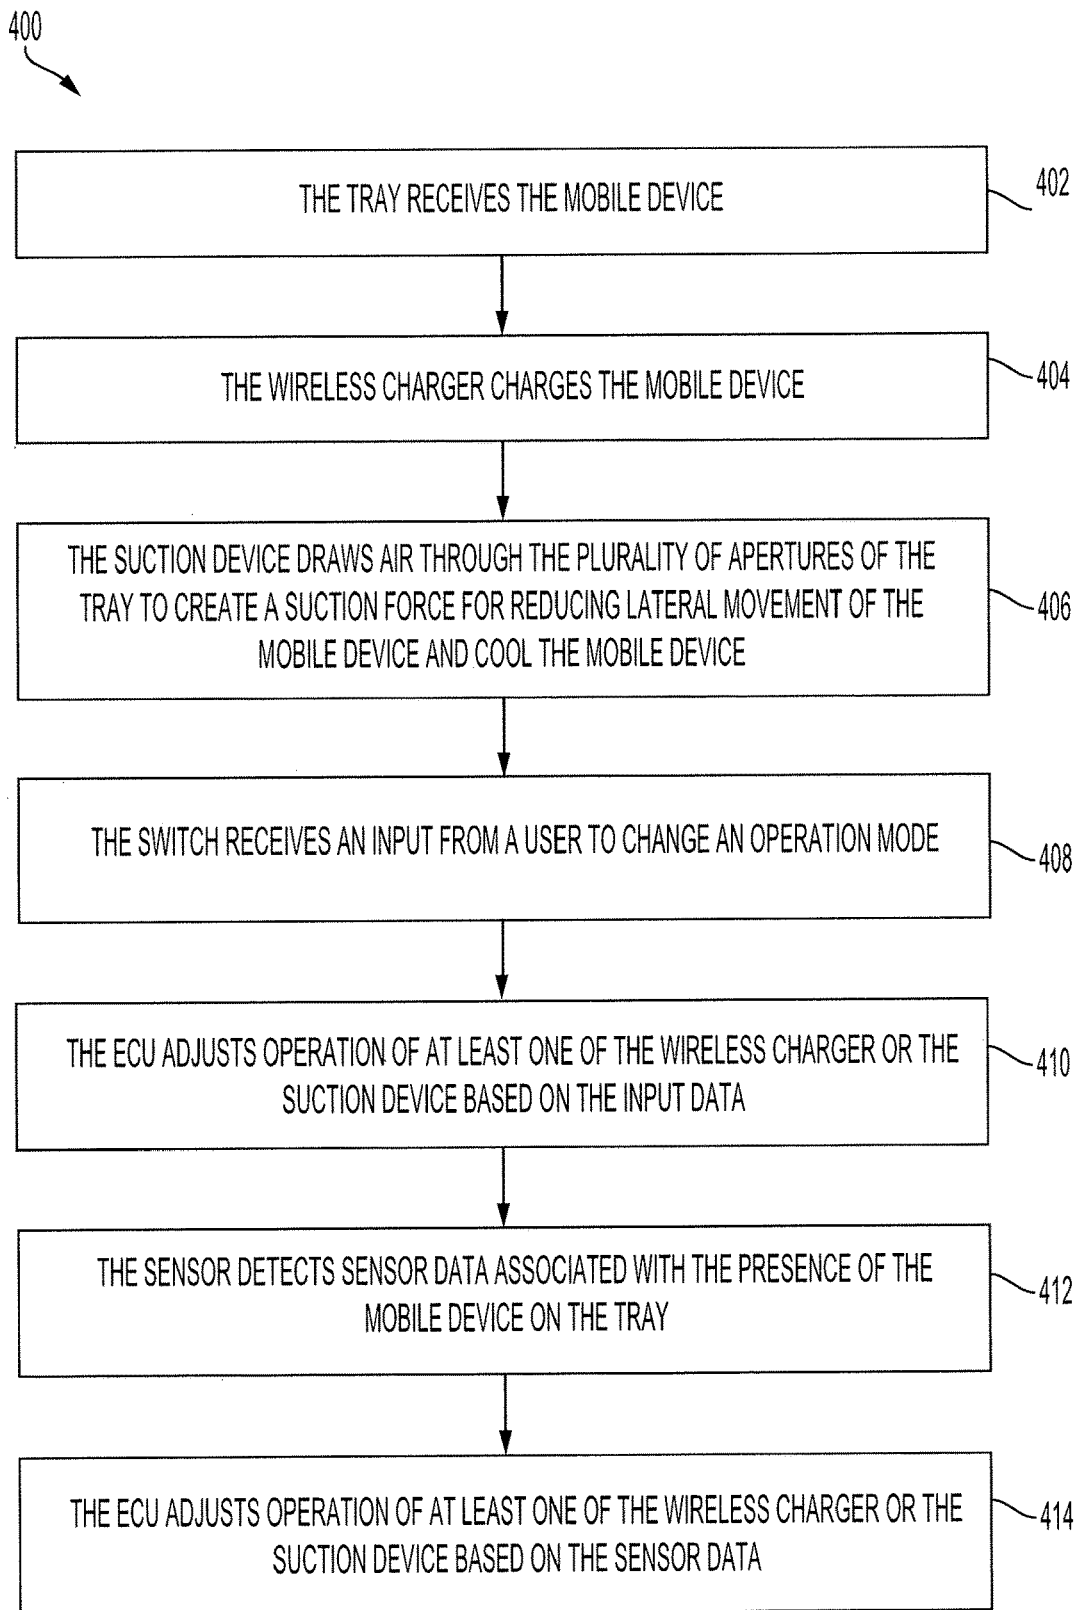 400
THE TRAY RECEIVES THE MOBILE DEVICE
402
THE WIRELESS CHARGER CHARGES THE MOBILE DEVICE
404
THE SUCTION DEVICE DRAWS AIR THROUGH THE PLURALITY OF APERTURES OF THE
TRAY TO CREATE A SUCTION FORCE FOR REDUCING LATERAL MOVEMENT OF THE
MOBILE DEVICE AND COOL THE MOBILE DEVICE
406
THE SWITCH RECEIVES AN INPUT FROM A USER TO CHANGE AN OPERATION MODE
408
THE ECU ADJUSTS OPERATION OF AT LEAST ONE OF THE WIRELESS CHARGER OR THE
SUCTION DEVICE BASED ON THE INPUT DATA
410
THE SENSOR DETECTS SENSOR DATA ASSOCIATED WITH THE PRESENCE OF THE
MOBILE DEVICE ON THE TRAY
412
THE ECU ADJUSTS OPERATION OF AT LEAST ONE OF THE WIRELESS CHARGER OR THE
SUCTION DEVICE BASED ON THE SENSOR DATA
414